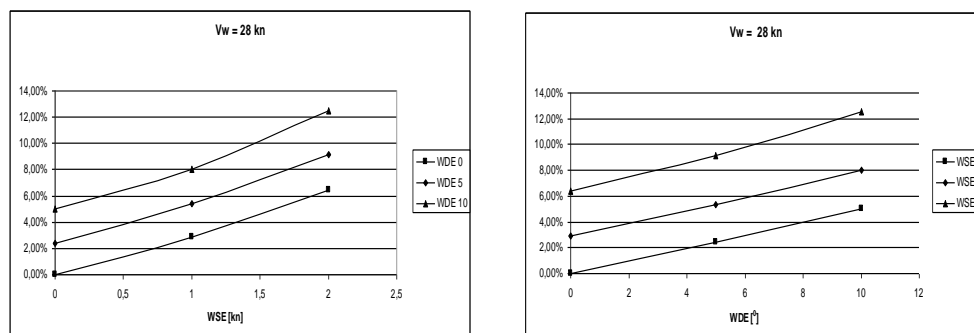 Vw = 28 kn
14,00%
12,00%
10,00%
8,00%
6,00%
4,00%
2,00%
0,00%
0
0,5
1
1,5
2
2,5
WSE [kn]
WDE 0
WDE 5
WDE 10
Vw = 28 kn
14,00%
12,00%
10,00%
8,00%
6,00%
4,00%
2,00%
0,00%
0
2
4
6
8
10
12
WDE [⁰]
WSE
WSE
WSE